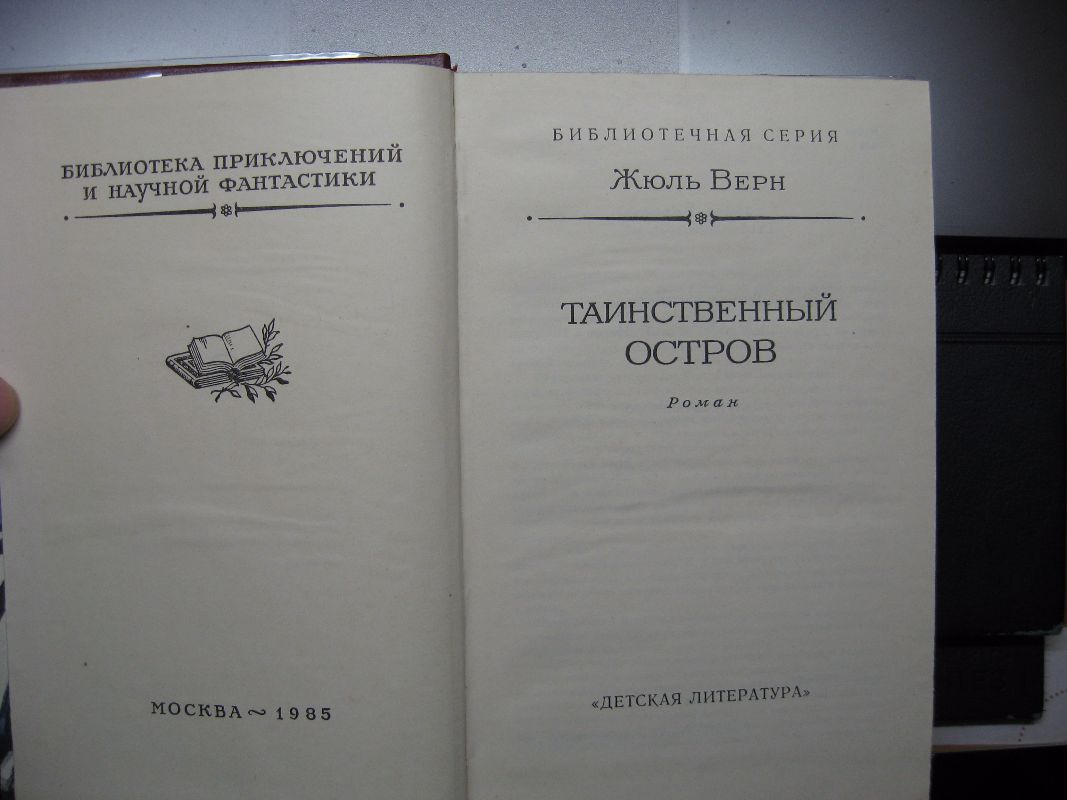 БИБЛИОТЕКА ПРИКЛЮЧЕНИЙ
И НАУЧНОЙ ФАНТАСТИКИ
МОСКВА ~ 1985
БИБЛИОТЕЧНАЯ СЕРИЯ
ЖЮЛЬ ВЕРН
ТАИНСТВЕННЫЙ
ОСТРОВ
Роман
«ДЕТСКАЯ ЛИТЕРАТУРА»